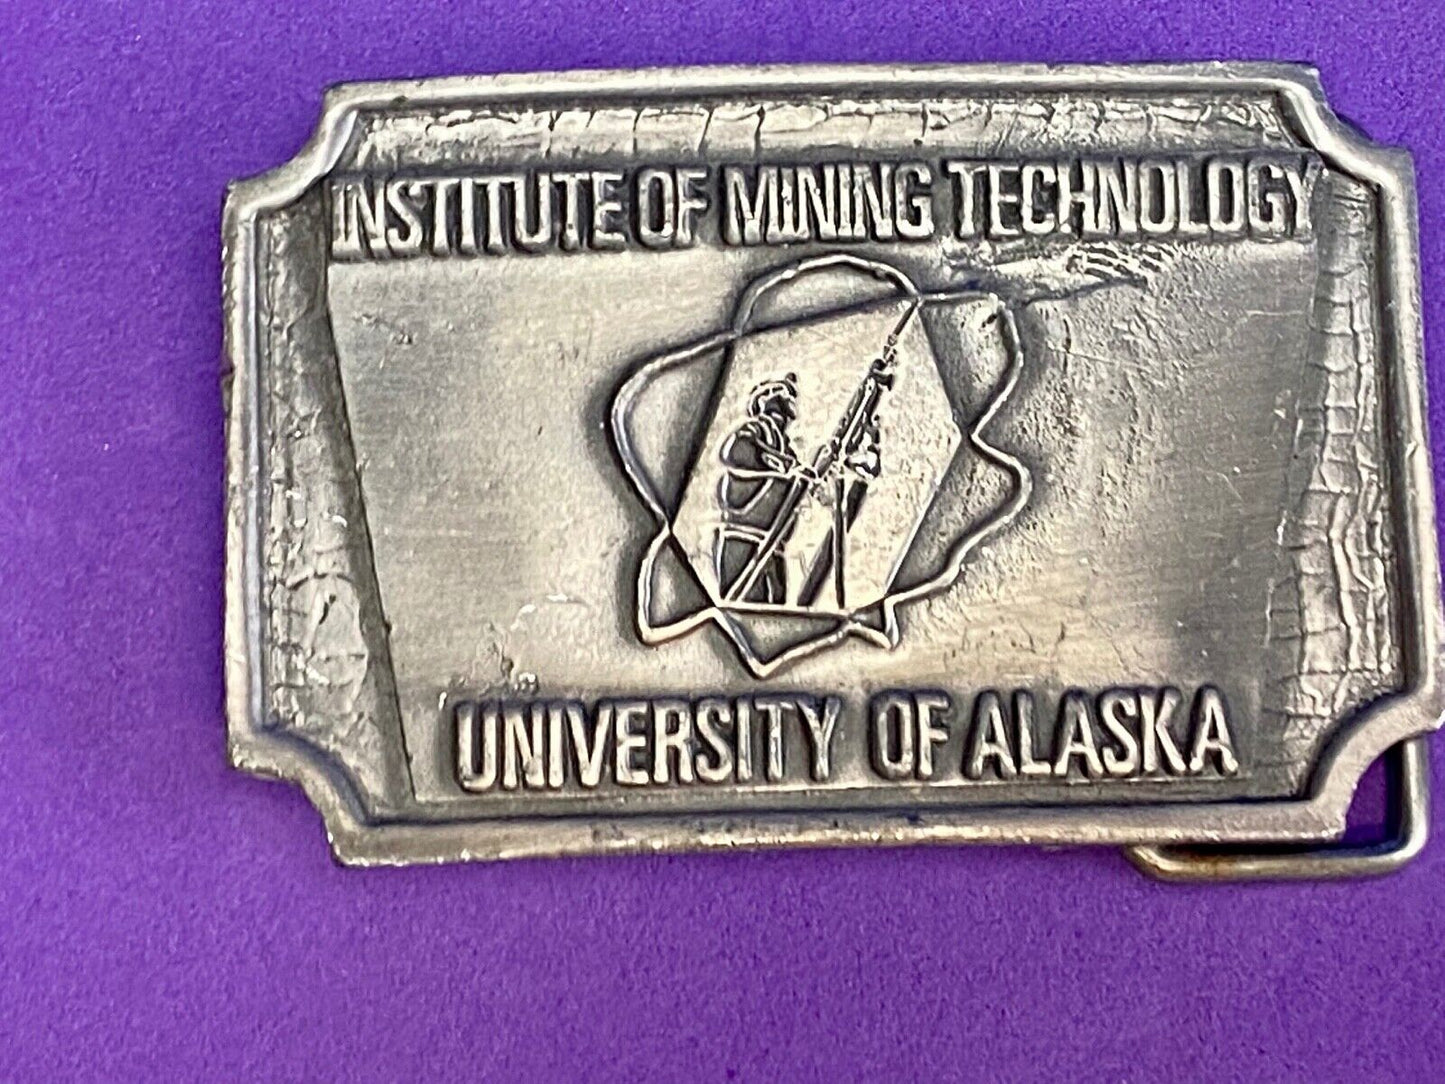 INSTITUTE OF MINING TECHNOLOGY
UNIVERSITY OF ALASKA